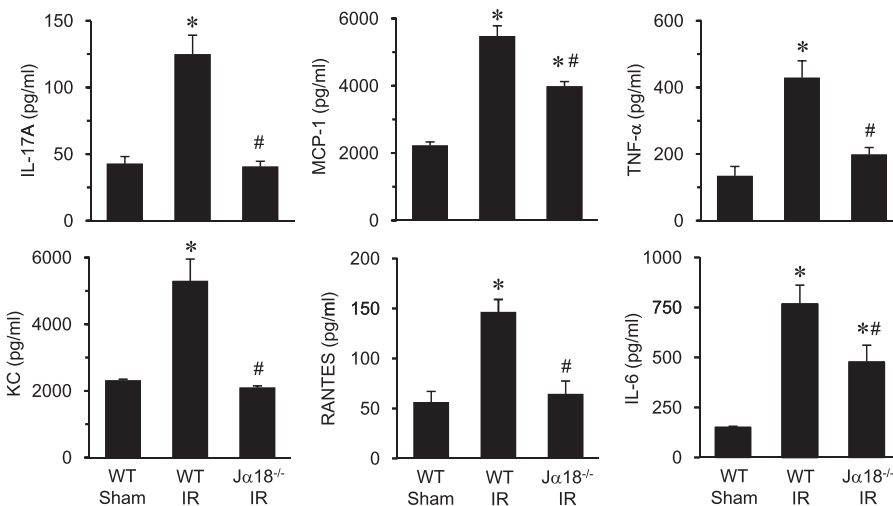 IL-17A (pg/ml)
150
100
50
0
*
#
MCP-1 (pg/ml)
6000
4000
2000
0
*
*#
TNF-α (pg/ml)
600
400
200
0
*
#
KC (pg/ml)
6000
4000
2000
0
*
#
WT
Sham
WT
IR
Jα18-/-
IR
RANTES (pg/ml)
200
150
100
50
0
*
#
WT
Sham
WT
IR
Jα18-/-
IR
IL-6 (pg/ml)
1000
750
500
250
0
*
*#
WT
Sham
WT
IR
Jα18-/-
IR